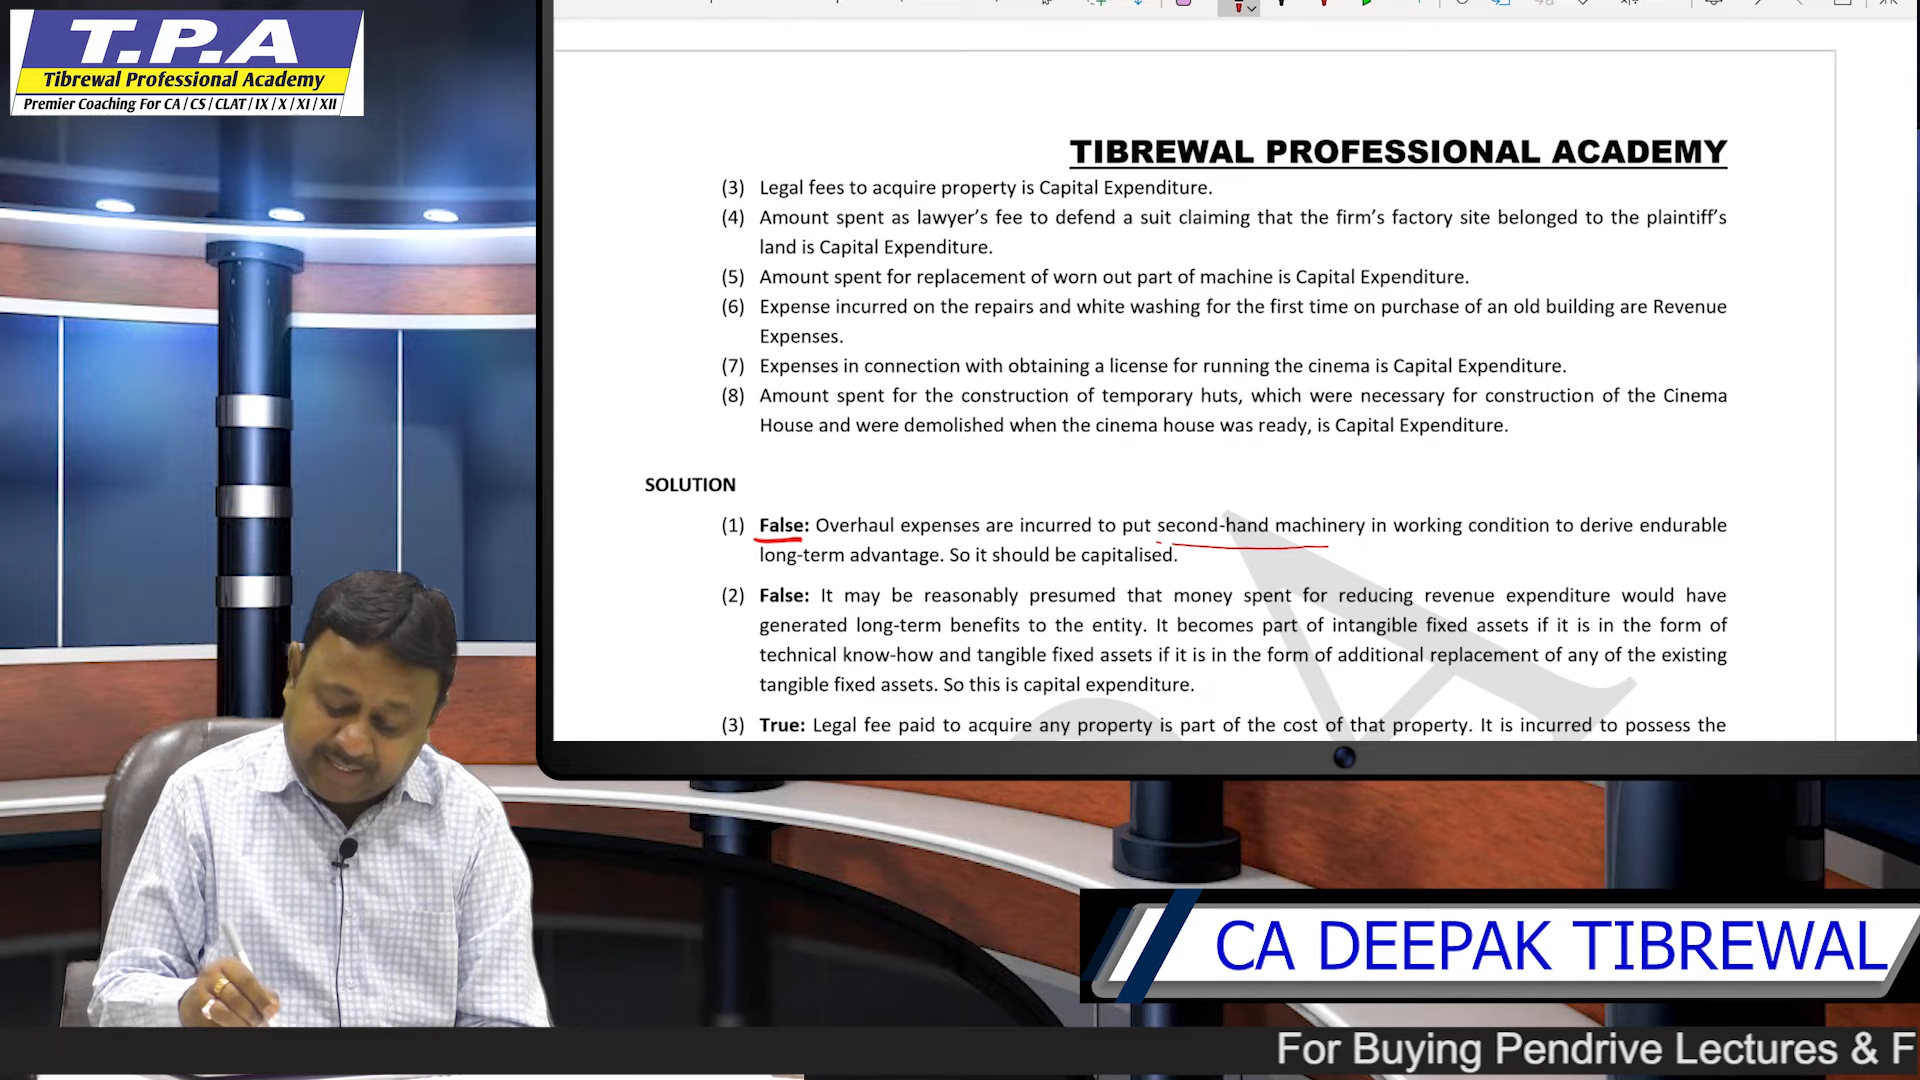 T.P.A
Tibrewal Professional Academy
Premier Coaching For CA / CS / CLAT / IX / X / XI / XII
TIBREWAL PROFESSIONAL ACADEMY
(3) Legal fees to acquire property is Capital Expenditure.
(4) Amount spent as lawyer’s fee to defend a suit claiming that the firm’s factory site belonged to the plaintiff’s
land is Capital Expenditure.
(5) Amount spent for replacement of worn out part of machine is Capital Expenditure.
(6) Expense incurred on the repairs and white washing for the first time on purchase of an old building are Revenue
Expenses.
(7) Expenses in connection with obtaining a license for running the cinema is Capital Expenditure.
(8) Amount spent for the construction of temporary huts, which were necessary for construction of the Cinema
House and were demolished when the cinema house was ready, is Capital Expenditure.
SOLUTION
(1) False: Overhaul expenses are incurred to put second-hand machinery in working condition to derive endurable
long-term advantage. So it should be capitalised.
(2) False: It may be reasonably presumed that money spent for reducing revenue expenditure would have
generated long-term benefits to the entity. It becomes part of intangible fixed assets if it is in the form of
technical know-how and tangible fixed assets if it is in the form of additional replacement of any of the existing
tangible fixed assets. So this is capital expenditure.
(3) True: Legal fee paid to acquire any property is part of the cost of that property. It is incurred to possess the
CA DEEPAK TIBREWAL
For Buying Pendrive Lectures & F